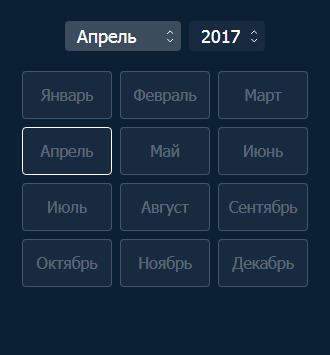 Апрель 2017
Январь Февраль Март
Апрель Май Июнь
Июль Август Сентябрь
Октябрь Ноябрь Декабрь